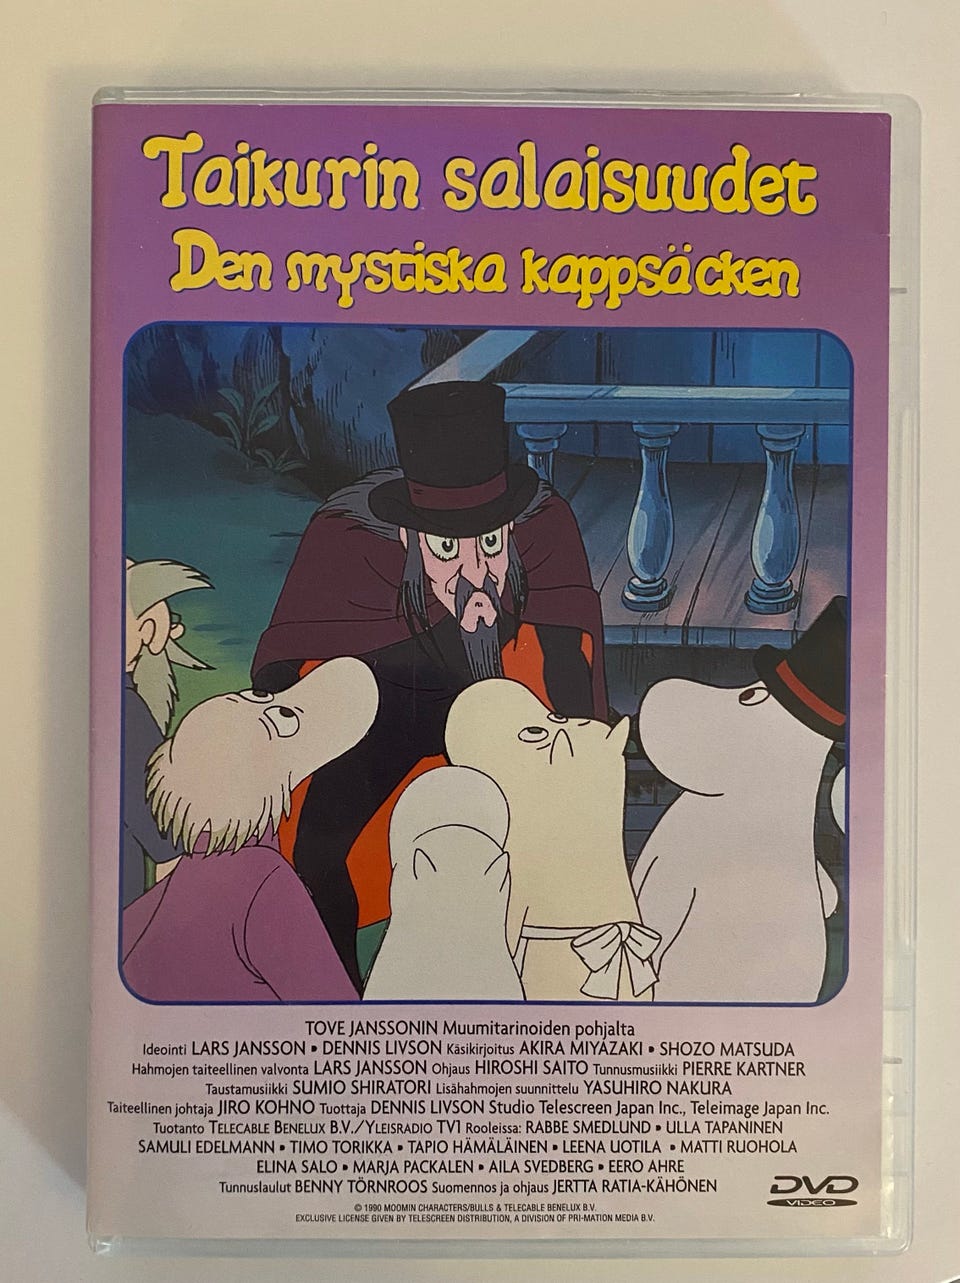 Taikurin salaisuudet
Den mystiska kappsäcken
TOVE JANSSONIN Muumitarinoiden pohjalta
Ideointi LARS JANSSON • DENNIS LIVSON Käsikirjoitus AKIRA MIYAZAKI • SHOZO MATSUDA
Hahmojen taiteellinen valvonta LARS JANSSON Ohjaus HIROSHI SAITO Tunnusmusiikki PIERRE KARTNER
Taustamusiikki SUMIO SHIRATORI Lisähahmojen suunnittelu YASUHIRO NAKURA
Taiteellinen johtaja JIRO KOHNO Tuottaja DENNIS LIVSON Studio Telescreen Japan Inc., Teleimage Japan Inc.
Tuotanto TELECABLE BENELUX B.V./YLEISRADIO TV1 Rooleissa: RABBE SMEDLUND • ULLA TAPANINEN
SAMULI EDELMANN • TIMO TORIKKA • TAPIO HÄMÄLÄINEN • LEENA UOTILA • MATTI RUOHOLA
ELINA SALO • MARJA PACKALEN • AILA SVEDBERG • EERO AHRE
Tunnuslaulut BENNY TÖRNROOS Suomennos ja ohjaus JERTTA RATIA-KÄHÖNEN
© 1990 MOOMIN CHARACTERS/BULLS & TELECABLE BENELUX B.V.
EXCLUSIVE LICENSE GIVEN BY TELESCREEN DISTRIBUTION, A DIVISION OF PRI-MATION MEDIA B.V.
DVD
VIDEO